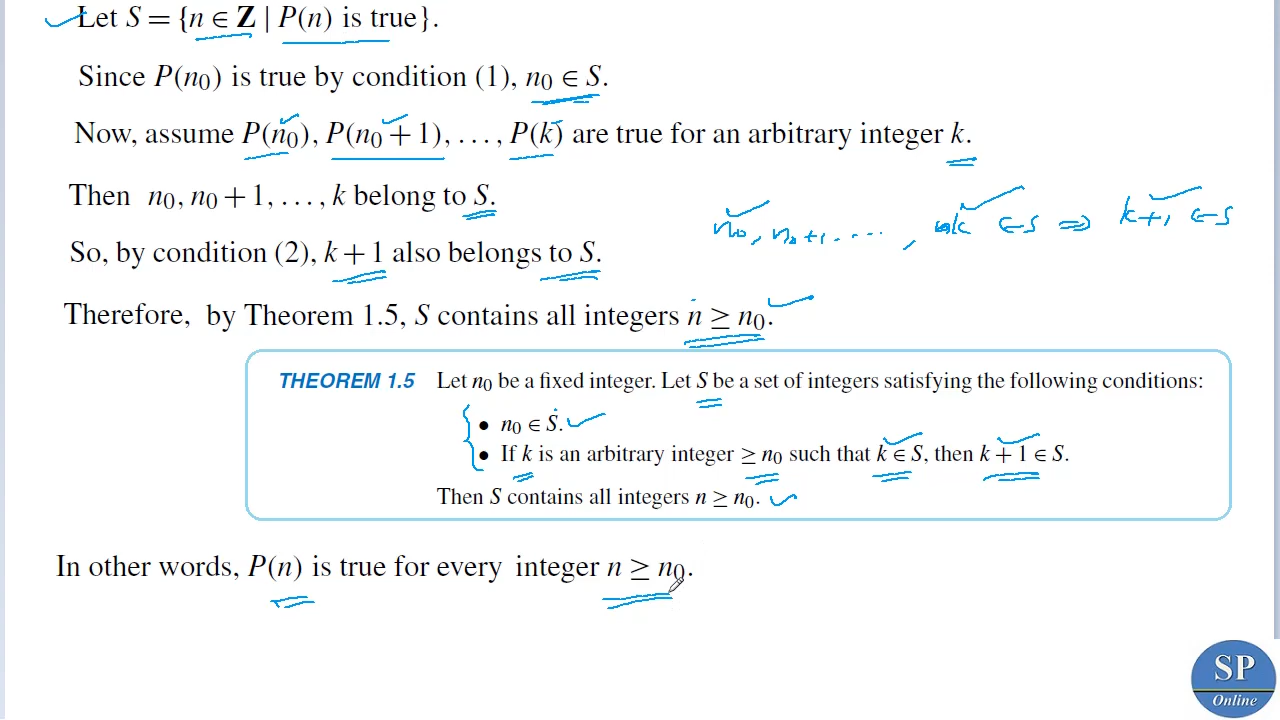 Let S = {n ∈ Z | P(n) is true}.
Since P(n₀) is true by condition (1), n₀ ∈ S.
Now, assume P(n₀), P(n₀ + 1), . . . , P(k) are true for an arbitrary integer k.
Then n₀, n₀ + 1, . . . , k belong to S.
n₀, n₀+1, ...., k ∈ S ⇒ k+1 ∈ S
So, by condition (2), k + 1 also belongs to S.
Therefore, by Theorem 1.5, S contains all integers n ≥ n₀.
THEOREM 1.5 Let n₀ be a fixed integer. Let S be a set of integers satisfying the following conditions:
• n₀ ∈ S.
• If k is an arbitrary integer ≥ n₀ such that k ∈ S, then k + 1 ∈ S.
Then S contains all integers n ≥ n₀.
In other words, P(n) is true for every integer n ≥ n₀.
SP
Online